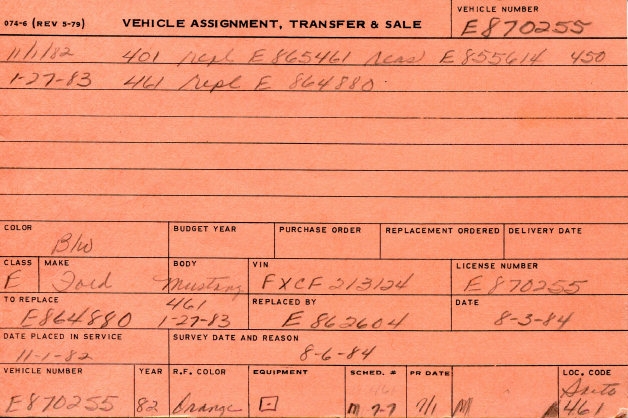 074-6 (REV 5-79) VEHICLE ASSIGNMENT, TRANSFER & SALE VEHICLE NUMBER
E870255
11/1/82 401 repl E865461 reas E855614 450
1-27-83 461 repl E 864880
COLOR BUDGET YEAR PURCHASE ORDER REPLACEMENT ORDERED DELIVERY DATE
B/W
CLASS MAKE BODY VIN LICENSE NUMBER
E Ford Mustang FXCF 213124 E870255
TO REPLACE 461 REPLACED BY DATE
E864880 1-27-83 E 862604 8-3-84
DATE PLACED IN SERVICE SURVEY DATE AND REASON
11-1-82 8-6-84
VEHICLE NUMBER YEAR R.F. COLOR EQUIPMENT SCHED. # PR DATE LOC. CODE
E870255 82 Orange M 7-7 7/1 M 461